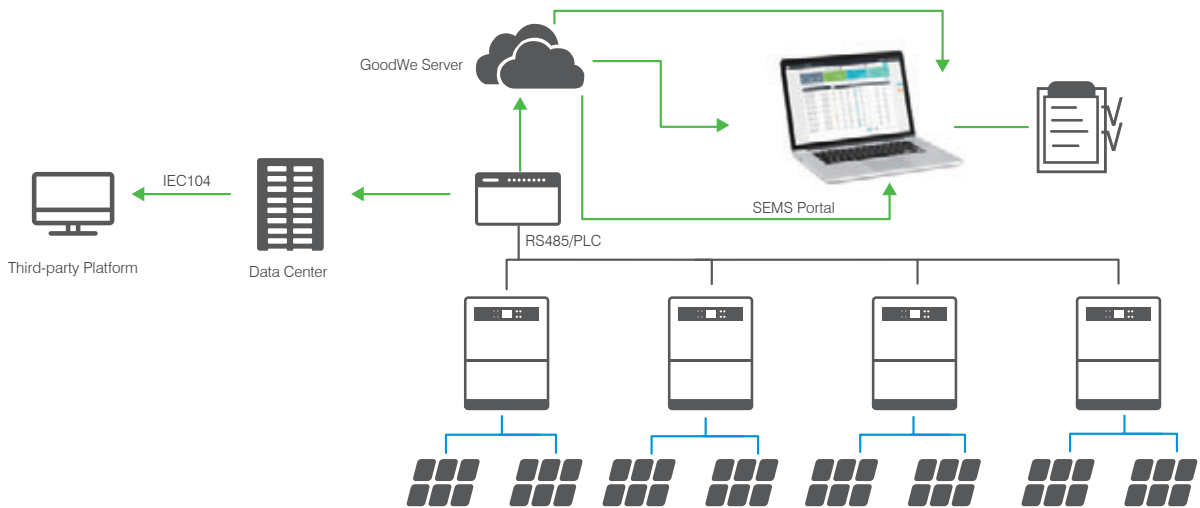 GoodWe Server
IEC104
SEMS Portal
RS485/PLC
Third-party Platform
Data Center